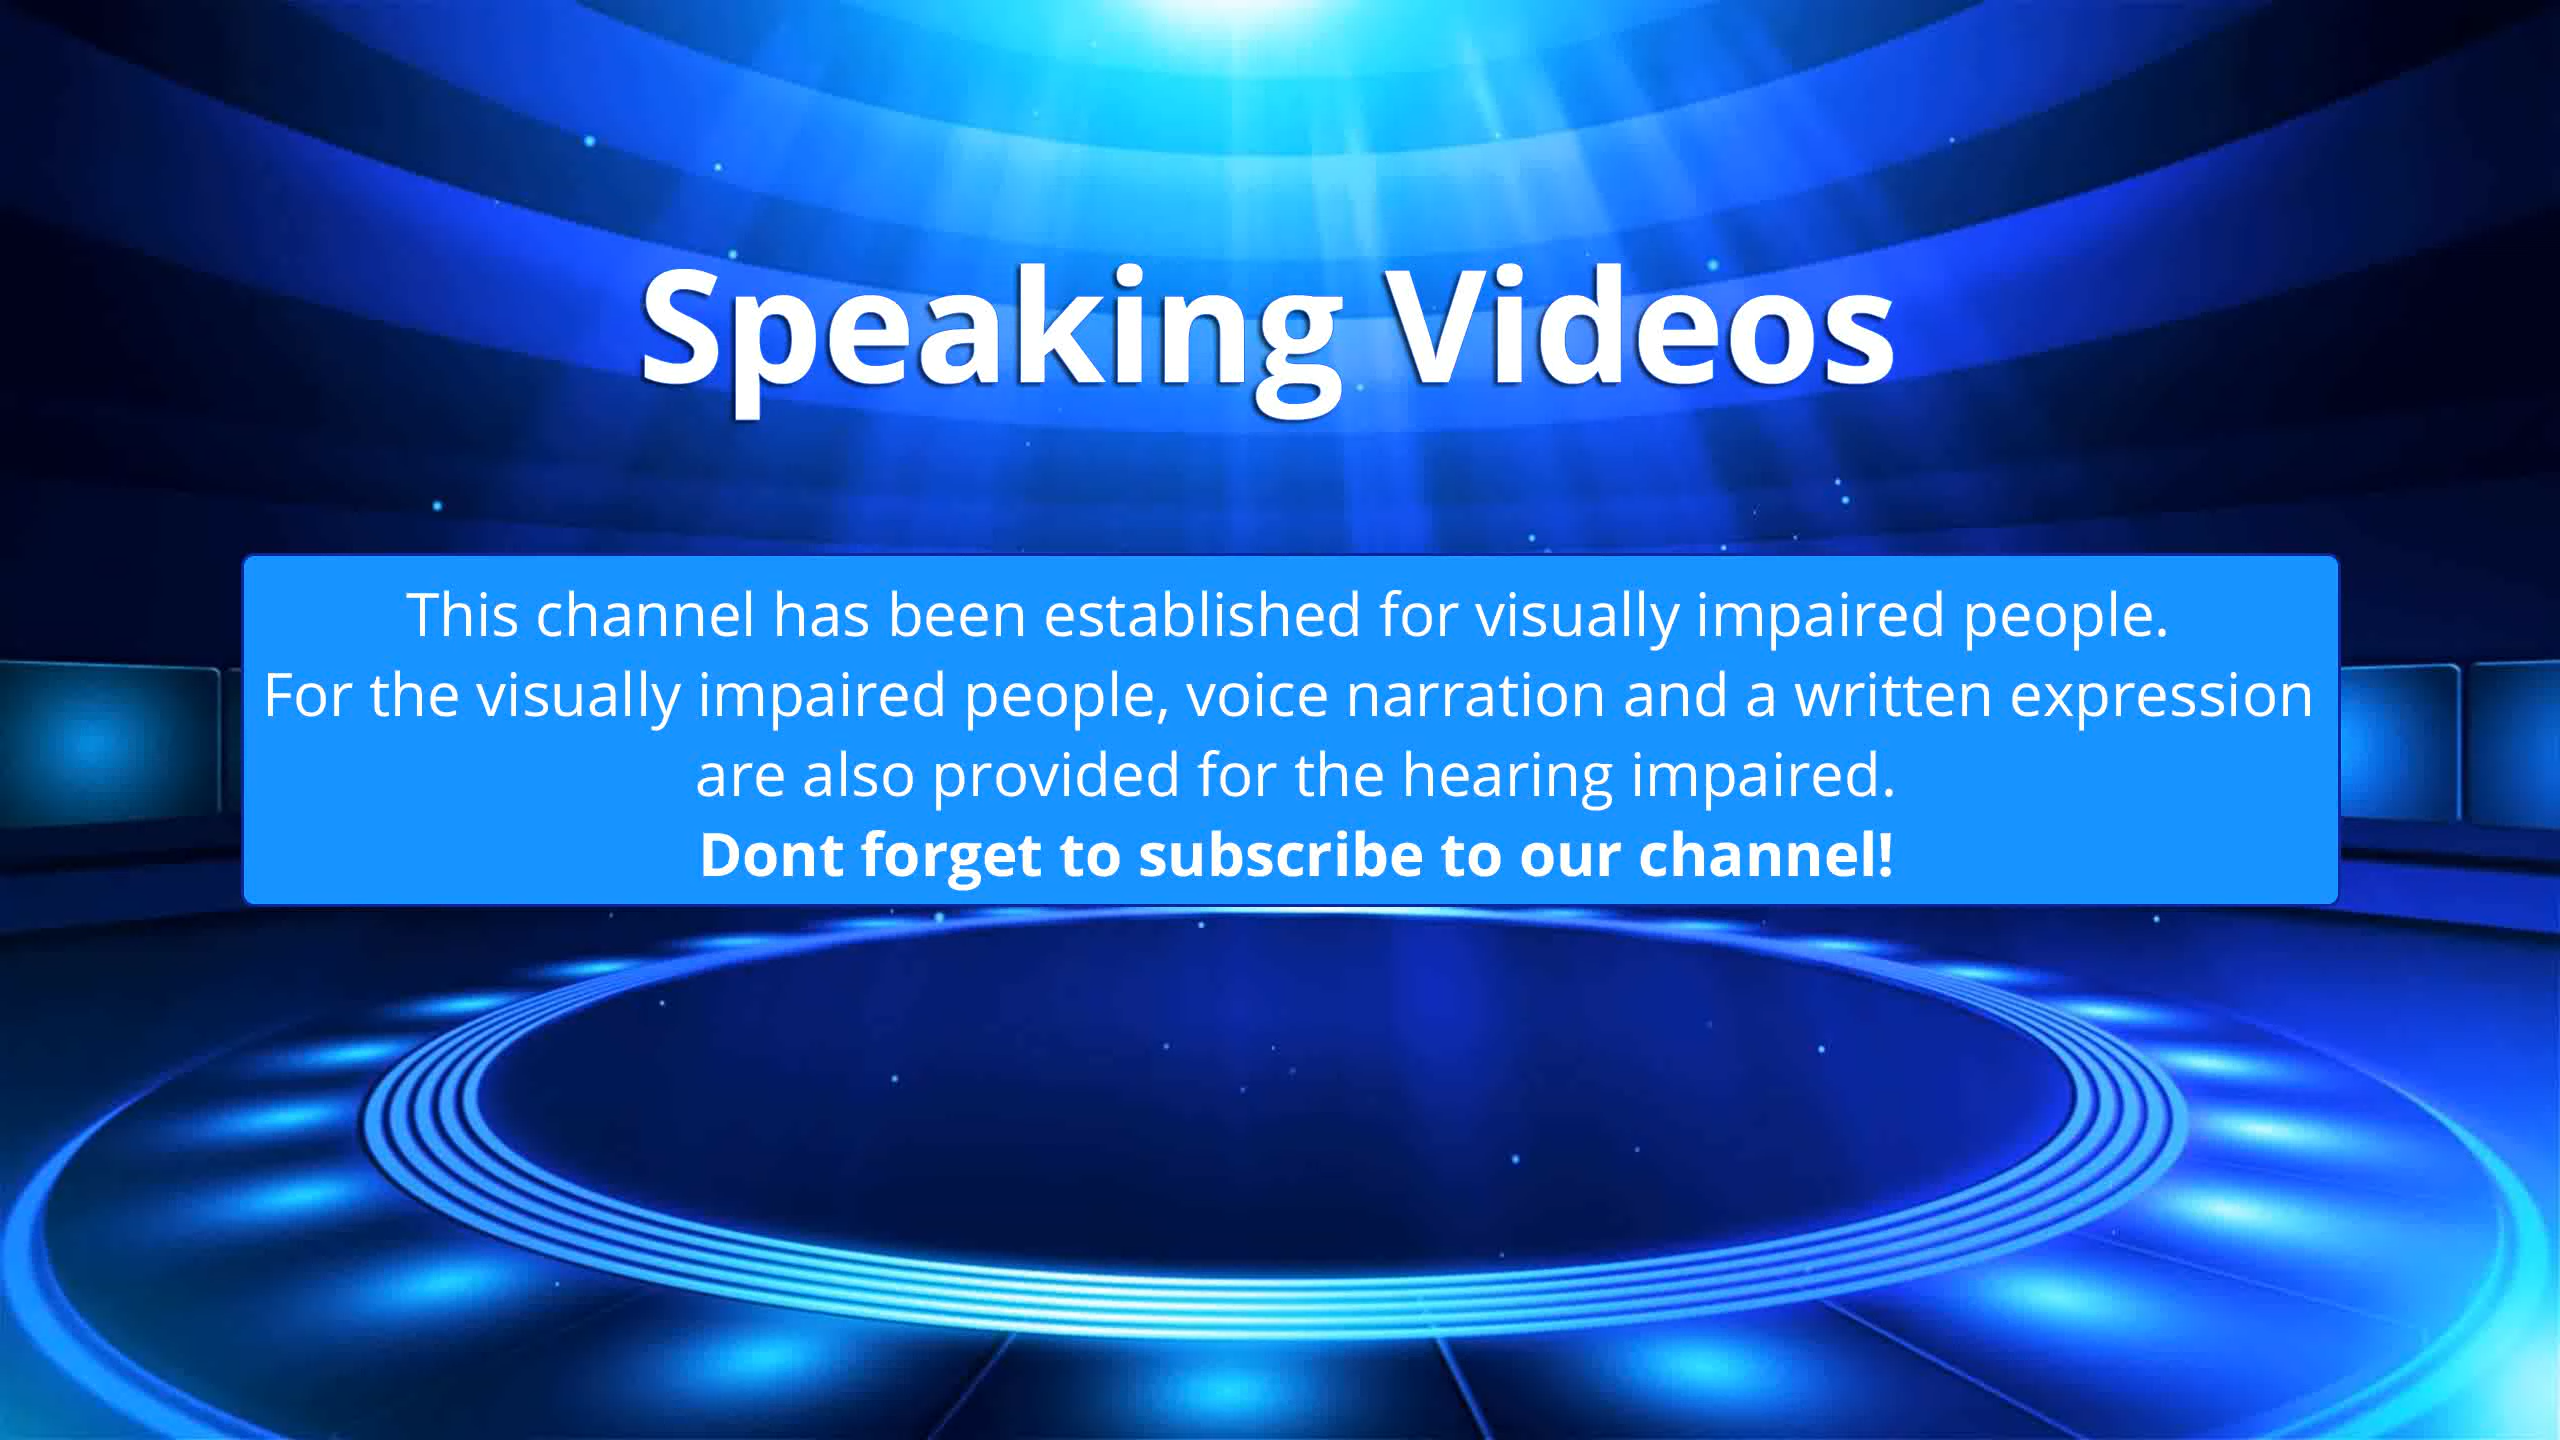 Speaking Videos
This channel has been established for visually impaired people.
For the visually impaired people, voice narration and a written expression
are also provided for the hearing impaired.
Dont forget to subscribe to our channel!